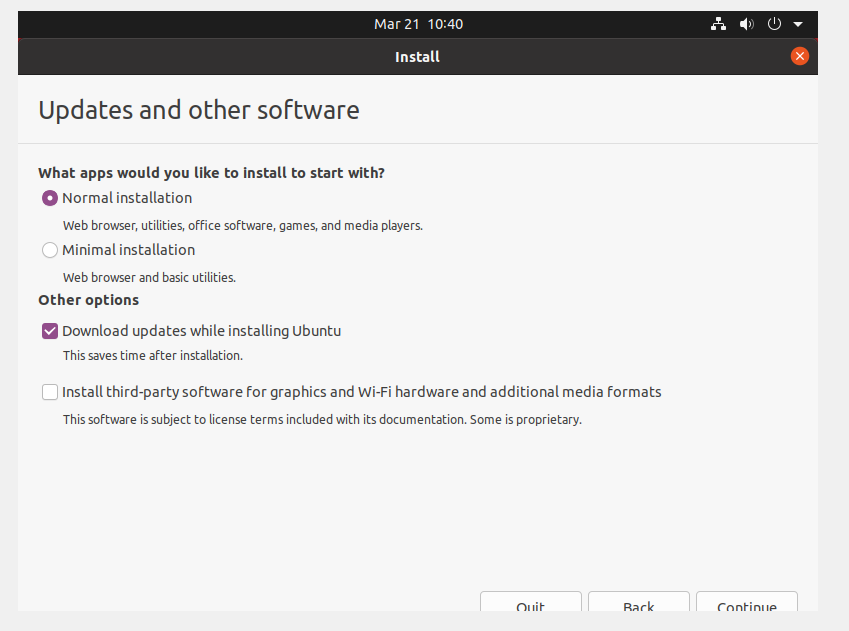 Mar 21 10:40
Install
Updates and other software
What apps would you like to install to start with?
Normal installation
Web browser, utilities, office software, games, and media players.
Minimal installation
Web browser and basic utilities.
Other options
Download updates while installing Ubuntu
This saves time after installation.
Install third-party software for graphics and Wi-Fi hardware and additional media formats
This software is subject to license terms included with its documentation. Some is proprietary.
Quit Back Continue